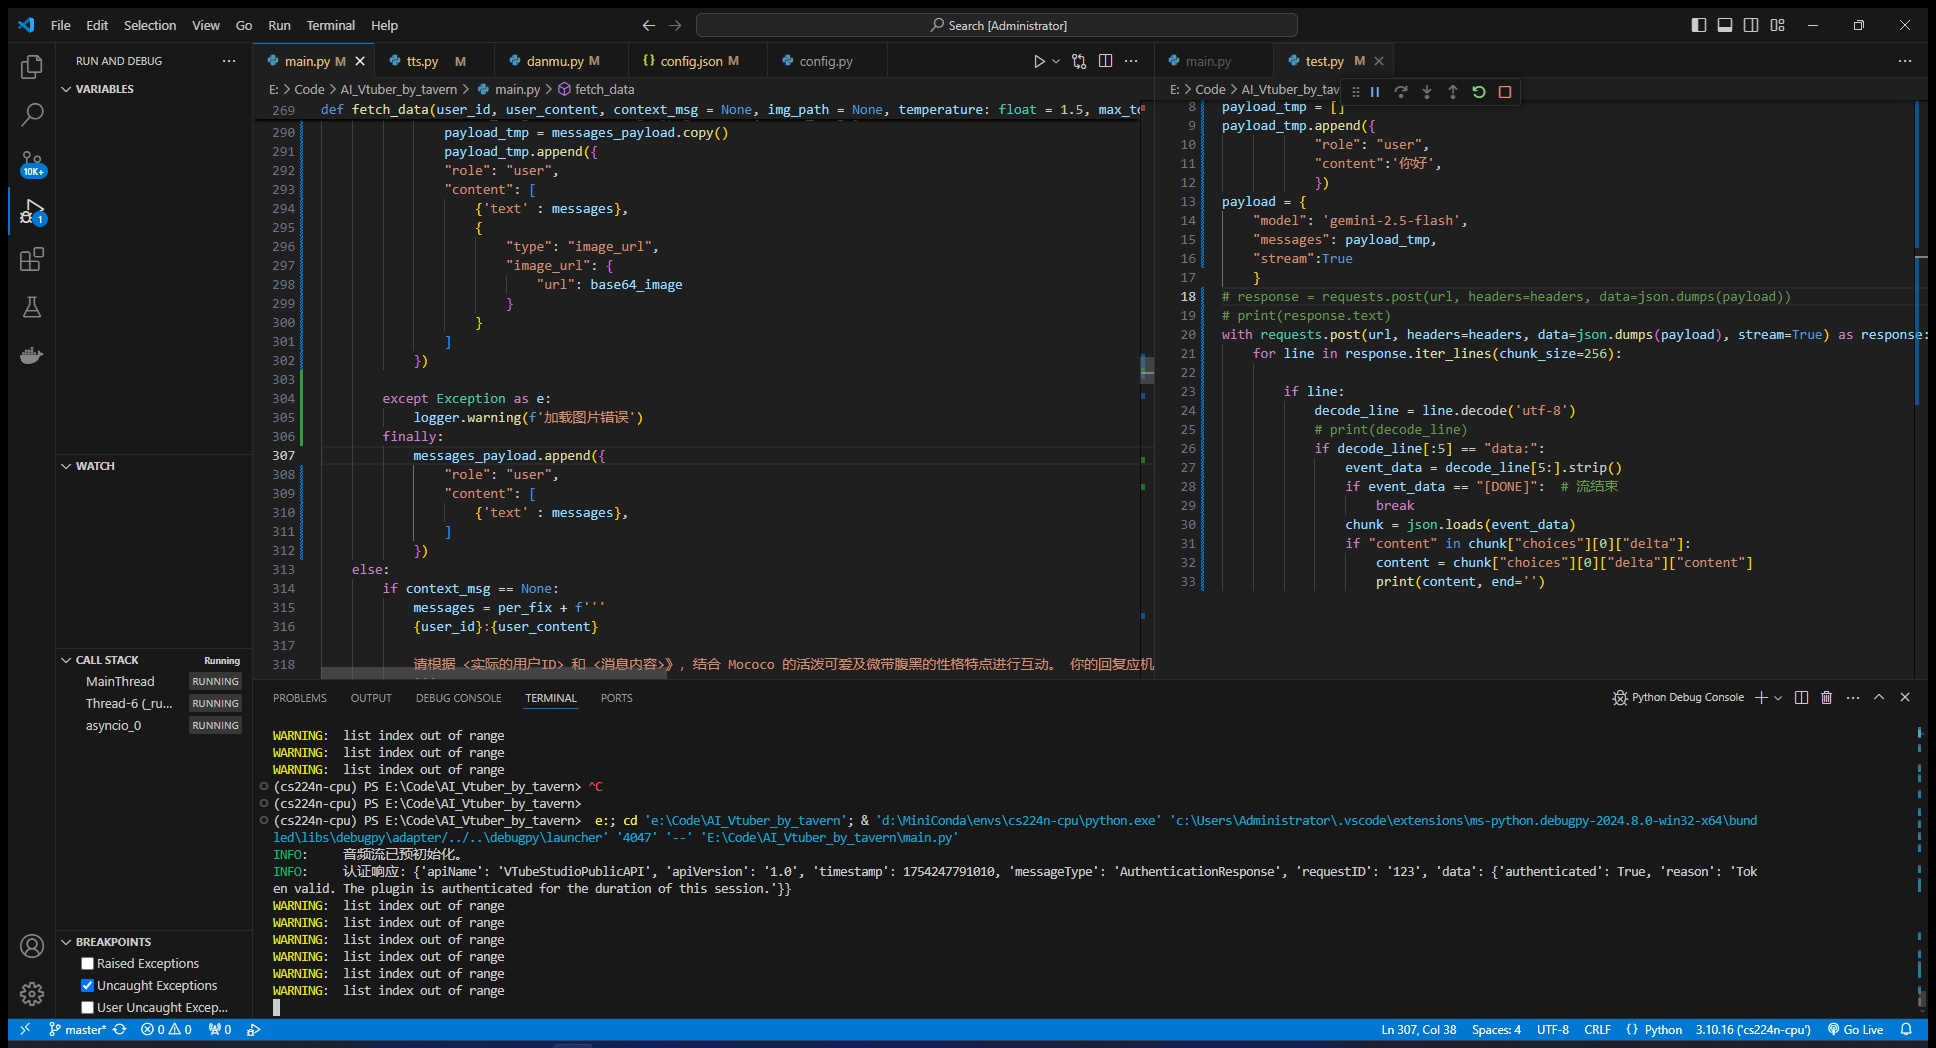 File Edit Selection View Go Run Terminal Help
Search [Administrator]
RUN AND DEBUG
VARIABLES
WATCH
CALL STACK Running
MainThread RUNNING
Thread-6 (_ru... RUNNING
asyncio_0 RUNNING
BREAKPOINTS
Raised Exceptions
Uncaught Exceptions
User Uncaught Excep...
10K+
1
main.py M
tts.py M
danmu.py M
{} config.json M
config.py
E: > Code > AI_Vtuber_by_tavern > main.py > fetch_data
269 def fetch_data(user_id, user_content, context_msg = None, img_path = None, temperature: float = 1.5, max_to
290 payload_tmp = messages_payload.copy()
291 payload_tmp.append({
292 "role": "user",
293 "content": [
294 {'text' : messages},
295 {
296 "type": "image_url",
297 "image_url": {
298 "url": base64_image
299 }
300 }
301 ]
302 })
303
304 except Exception as e:
305 logger.warning(f'加载图片错误')
306 finally:
307 messages_payload.append({
308 "role": "user",
309 "content": [
310 {'text' : messages},
311 ]
312 })
313 else:
314 if context_msg == None:
315 messages = per_fix + f'''
316 {user_id}:{user_content}
317
318 请根据 <实际的用户ID> 和 <消息内容>》, 结合 Mococo 的活泼可爱及微带腹黑的性格特点进行互动。 你的回复应机
main.py
test.py M
E: > Code > AI_Vtuber_by_tav
8 payload_tmp = []
9 payload_tmp.append({
10 "role": "user",
11 "content":'你好',
12 })
13 payload = {
14 "model": 'gemini-2.5-flash',
15 "messages": payload_tmp,
16 "stream":True
17 }
18 # response = requests.post(url, headers=headers, data=json.dumps(payload))
19 # print(response.text)
20 with requests.post(url, headers=headers, data=json.dumps(payload), stream=True) as response:
21 for line in response.iter_lines(chunk_size=256):
22
23 if line:
24 decode_line = line.decode('utf-8')
25 # print(decode_line)
26 if decode_line[:5] == "data:":
27 event_data = decode_line[5:].strip()
28 if event_data == "[DONE]": # 流结束
29 break
30 chunk = json.loads(event_data)
31 if "content" in chunk["choices"][0]["delta"]:
32 content = chunk["choices"][0]["delta"]["content"]
33 print(content, end='')
PROBLEMS OUTPUT DEBUG CONSOLE TERMINAL PORTS
Python Debug Console
WARNING: list index out of range
WARNING: list index out of range
WARNING: list index out of range
(cs224n-cpu) PS E:\Code\AI_Vtuber_by_tavern> ^C
(cs224n-cpu) PS E:\Code\AI_Vtuber_by_tavern>
(cs224n-cpu) PS E:\Code\AI_Vtuber_by_tavern> e:; cd 'e:\Code\AI_Vtuber_by_tavern'; & 'd:\MiniConda\envs\cs224n-cpu\python.exe' 'c:\Users\Administrator\.vscode\extensions\ms-python.debugpy-2024.8.0-win32-x64\bund
led\libs\debugpy\adapter/../..\debugpy\launcher' '4047' '--' 'E:\Code\AI_Vtuber_by_tavern\main.py'
INFO: 音频流已预初始化。
INFO: 认证响应: {'apiName': 'VTubeStudioPublicAPI', 'apiVersion': '1.0', 'timestamp': 1754247791010, 'messageType': 'AuthenticationResponse', 'requestID': '123', 'data': {'authenticated': True, 'reason': 'Tok
en valid. The plugin is authenticated for the duration of this session.'}}
WARNING: list index out of range
WARNING: list index out of range
WARNING: list index out of range
WARNING: list index out of range
WARNING: list index out of range
WARNING: list index out of range
master* 0 0 0
Ln 307, Col 38 Spaces: 4 UTF-8 CRLF {} Python 3.10.16 ('cs224n-cpu') Go Live